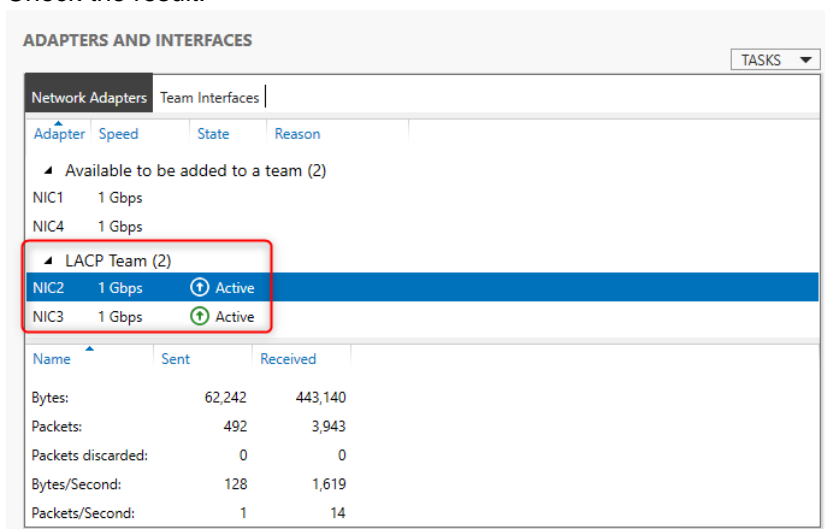 Check the result.
ADAPTERS AND INTERFACES
TASKS
Network Adapters Team Interfaces
Adapter Speed State Reason
Available to be added to a team (2)
NIC1 1 Gbps
NIC4 1 Gbps
LACP Team (2)
NIC2 1 Gbps Active
NIC3 1 Gbps Active
Name Sent Received
Bytes: 62,242 443,140
Packets: 492 3,943
Packets discarded: 0 0
Bytes/Second: 128 1,619
Packets/Second: 1 14